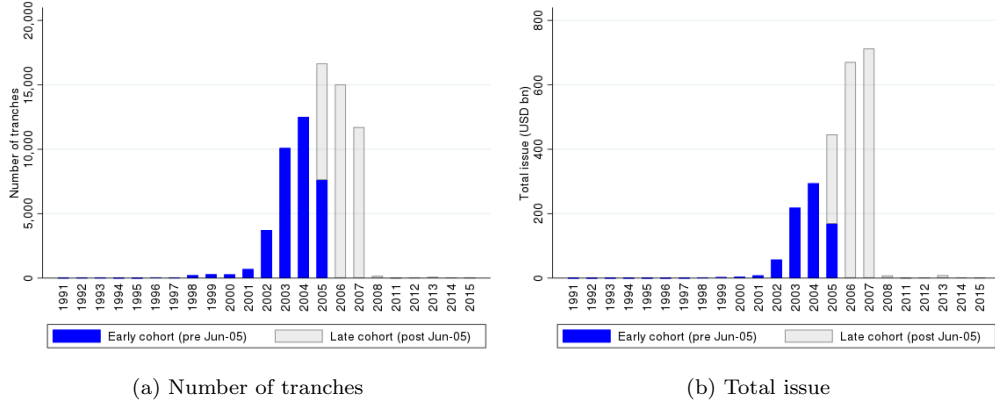 Number of tranches
20,000
15,000
10,000
5,000
0
1991 1992 1993 1994 1995 1996 1997 1998 1999 2000 2001 2002 2003 2004 2005 2006 2007 2008 2011 2012 2013 2014 2015
Early cohort (pre Jun-05) Late cohort (post Jun-05)
(a) Number of tranches
Total issue (USD bn)
800
600
400
200
0
1991 1992 1993 1994 1995 1996 1997 1998 1999 2000 2001 2002 2003 2004 2005 2006 2007 2008 2011 2012 2013 2014 2015
Early cohort (pre Jun-05) Late cohort (post Jun-05)
(b) Total issue